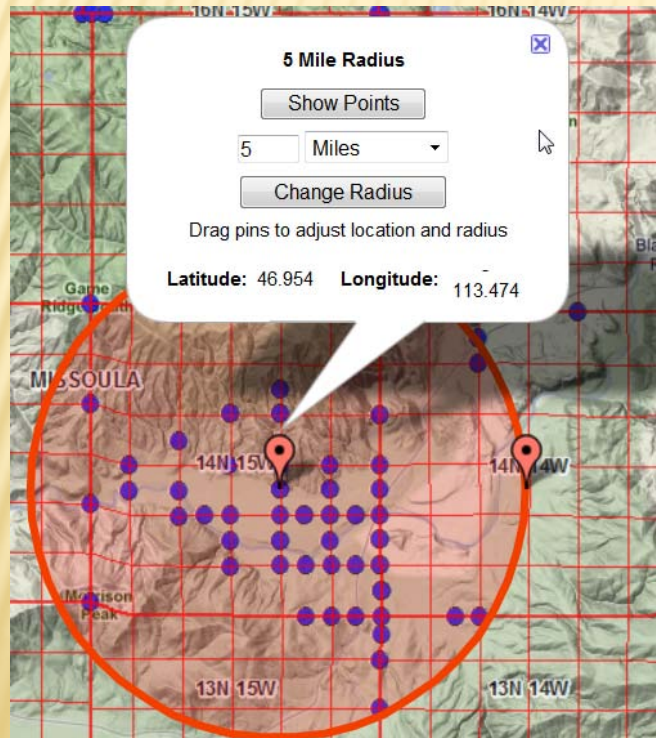 16N 15W
16N 14W
5 Mile Radius
Show Points
5 Miles
Change Radius
Drag pins to adjust location and radius
Latitude: 46.954 Longitude: -
113.474
Game
MISSOULA
14N 15W
14N 14W
Morrison
Peak
13N 15W
13N 14W